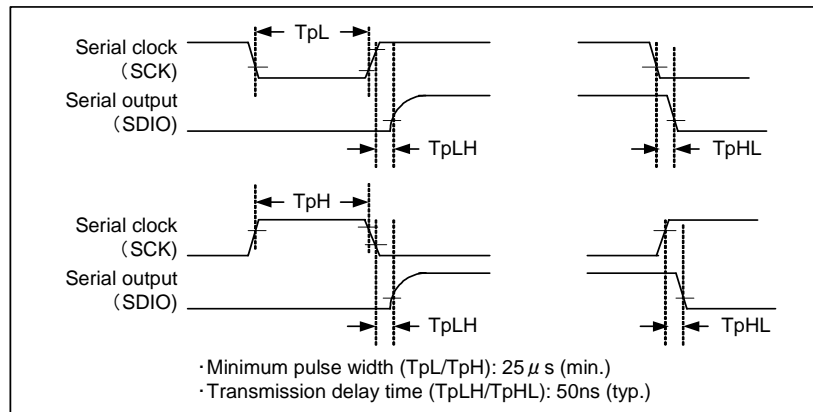 TpL
Serial clock
（SCK)
Serial output
（SDIO)
TpLH
TpHL
TpH
Serial clock
（SCK)
Serial output
（SDIO)
TpLH
TpHL
·Minimum pulse width (TpL/TpH): 25μs (min.)
·Transmission delay time (TpLH/TpHL): 50ns (typ.)